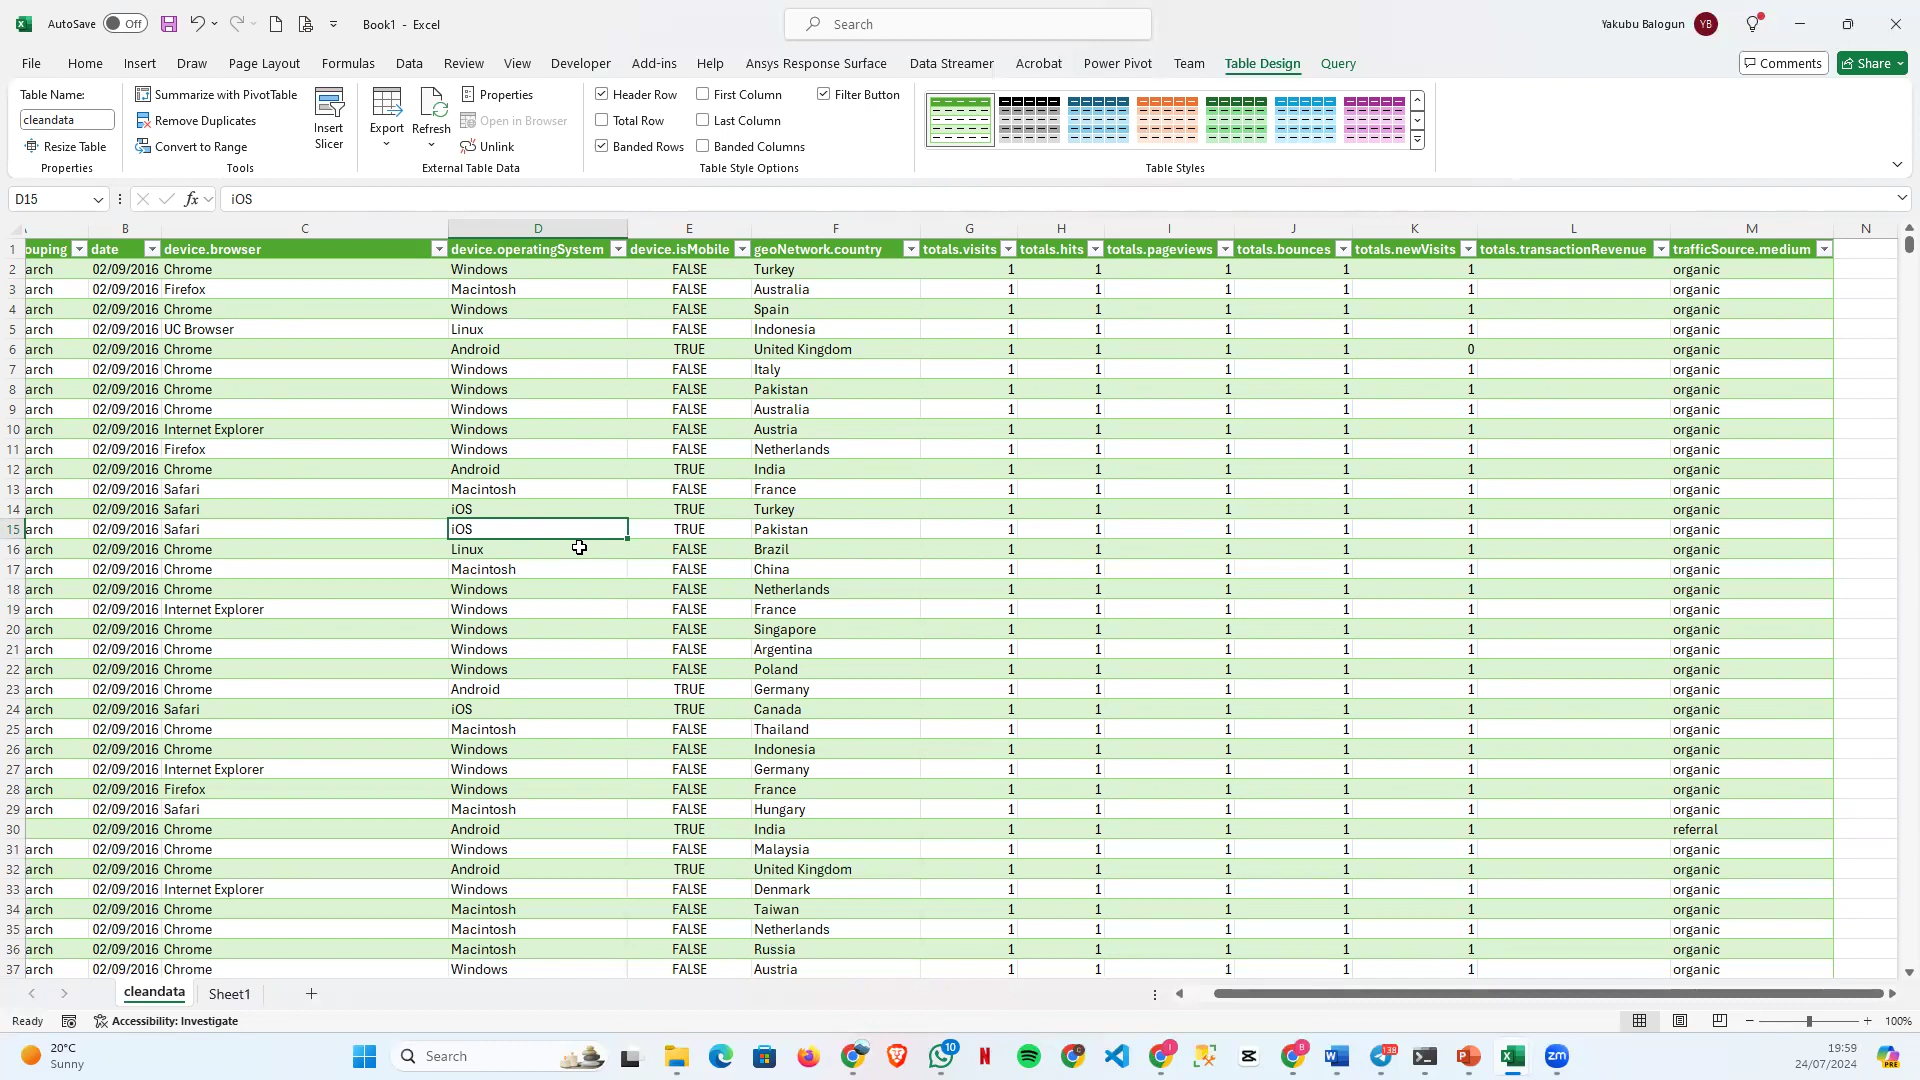 AutoSave Off Book1 - Excel Search Yakubu Balogun YB
File Home Insert Draw Page Layout Formulas Data Review View Developer Add-ins Help Ansys Response Surface Data Streamer Acrobat Power Pivot Team Table Design Query Comments Share
Table Name: Summarize with PivotTable Properties Header Row First Column Filter Button
cleandata Remove Duplicates Insert Slicer Export Refresh Open in Browser Total Row Last Column
Resize Table Convert to Range Unlink Banded Rows Banded Columns
Properties Tools External Table Data Table Style Options Table Styles
D15 fx iOS
B C D E F G H I J K L M N
1 ouping date device.browser device.operatingSystem device.isMobile geoNetwork.country totals.visits totals.hits totals.pageviews totals.bounces totals.newVisits totals.transactionRevenue trafficSource.medium
2 arch 02/09/2016 Chrome Windows FALSE Turkey 1 1 1 1 1 organic
3 arch 02/09/2016 Firefox Macintosh FALSE Australia 1 1 1 1 1 organic
4 arch 02/09/2016 Chrome Windows FALSE Spain 1 1 1 1 1 organic
5 arch 02/09/2016 UC Browser Linux FALSE Indonesia 1 1 1 1 1 organic
6 arch 02/09/2016 Chrome Android TRUE United Kingdom 1 1 1 1 0 organic
7 arch 02/09/2016 Chrome Windows FALSE Italy 1 1 1 1 1 organic
8 arch 02/09/2016 Chrome Windows FALSE Pakistan 1 1 1 1 1 organic
9 arch 02/09/2016 Chrome Windows FALSE Australia 1 1 1 1 1 organic
10 arch 02/09/2016 Internet Explorer Windows FALSE Austria 1 1 1 1 1 organic
11 arch 02/09/2016 Firefox Windows FALSE Netherlands 1 1 1 1 1 organic
12 arch 02/09/2016 Chrome Android TRUE India 1 1 1 1 1 organic
13 arch 02/09/2016 Safari Macintosh FALSE France 1 1 1 1 1 organic
14 arch 02/09/2016 Safari iOS TRUE Turkey 1 1 1 1 1 organic
15 arch 02/09/2016 Safari iOS TRUE Pakistan 1 1 1 1 1 organic
16 arch 02/09/2016 Chrome Linux FALSE Brazil 1 1 1 1 1 organic
17 arch 02/09/2016 Chrome Macintosh FALSE China 1 1 1 1 1 organic
18 arch 02/09/2016 Chrome Windows FALSE Netherlands 1 1 1 1 1 organic
19 arch 02/09/2016 Internet Explorer Windows FALSE France 1 1 1 1 1 organic
20 arch 02/09/2016 Chrome Windows FALSE Singapore 1 1 1 1 1 organic
21 arch 02/09/2016 Chrome Windows FALSE Argentina 1 1 1 1 1 organic
22 arch 02/09/2016 Chrome Windows FALSE Poland 1 1 1 1 1 organic
23 arch 02/09/2016 Chrome Android TRUE Germany 1 1 1 1 1 organic
24 arch 02/09/2016 Safari iOS TRUE Canada 1 1 1 1 1 organic
25 arch 02/09/2016 Chrome Macintosh FALSE Thailand 1 1 1 1 1 organic
26 arch 02/09/2016 Chrome Windows FALSE Indonesia 1 1 1 1 1 organic
27 arch 02/09/2016 Internet Explorer Windows FALSE Germany 1 1 1 1 1 organic
28 arch 02/09/2016 Firefox Windows FALSE France 1 1 1 1 1 organic
29 arch 02/09/2016 Safari Macintosh FALSE Hungary 1 1 1 1 1 organic
30 02/09/2016 Chrome Android TRUE India 1 1 1 1 1 referral
31 arch 02/09/2016 Chrome Windows FALSE Malaysia 1 1 1 1 1 organic
32 arch 02/09/2016 Chrome Android TRUE United Kingdom 1 1 1 1 1 organic
33 arch 02/09/2016 Internet Explorer Windows FALSE Denmark 1 1 1 1 1 organic
34 arch 02/09/2016 Chrome Macintosh FALSE Taiwan 1 1 1 1 1 organic
35 arch 02/09/2016 Chrome Macintosh FALSE Netherlands 1 1 1 1 1 organic
36 arch 02/09/2016 Chrome Macintosh FALSE Russia 1 1 1 1 1 organic
37 arch 02/09/2016 Chrome Windows FALSE Austria 1 1 1 1 1 organic
cleandata Sheet1
Ready Accessibility: Investigate 100%
20°C Search 10 138 zm 19:59
Sunny 24/07/2024 PRE